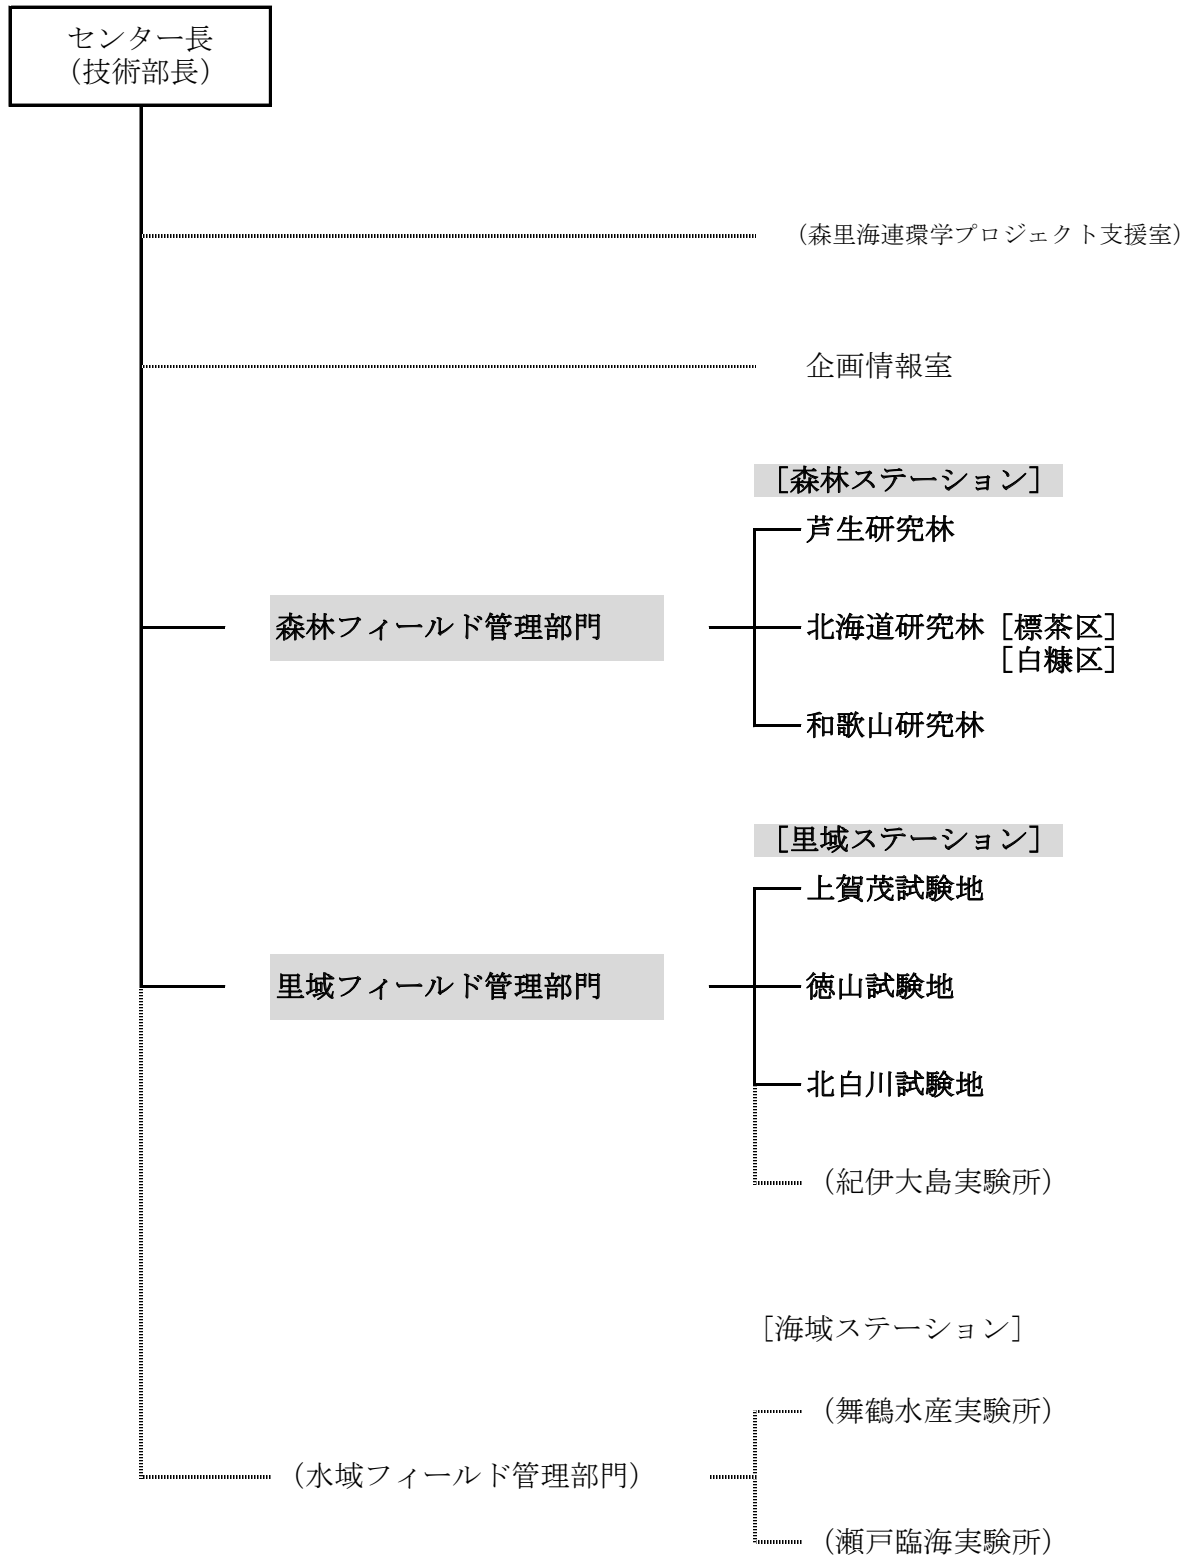 センター長
（技術部長）
（森里海連環学プロジェクト支援室）
企画情報室
［森林ステーション］
芦生研究林
森林フィールド管理部門
北海道研究林［標茶区］
［白糠区］
和歌山研究林
［里域ステーション］
上賀茂試験地
里域フィールド管理部門
徳山試験地
北白川試験地
（紀伊大島実験所）
［海域ステーション］
（舞鶴水産実験所）
（水域フィールド管理部門）
（瀬戸臨海実験所）